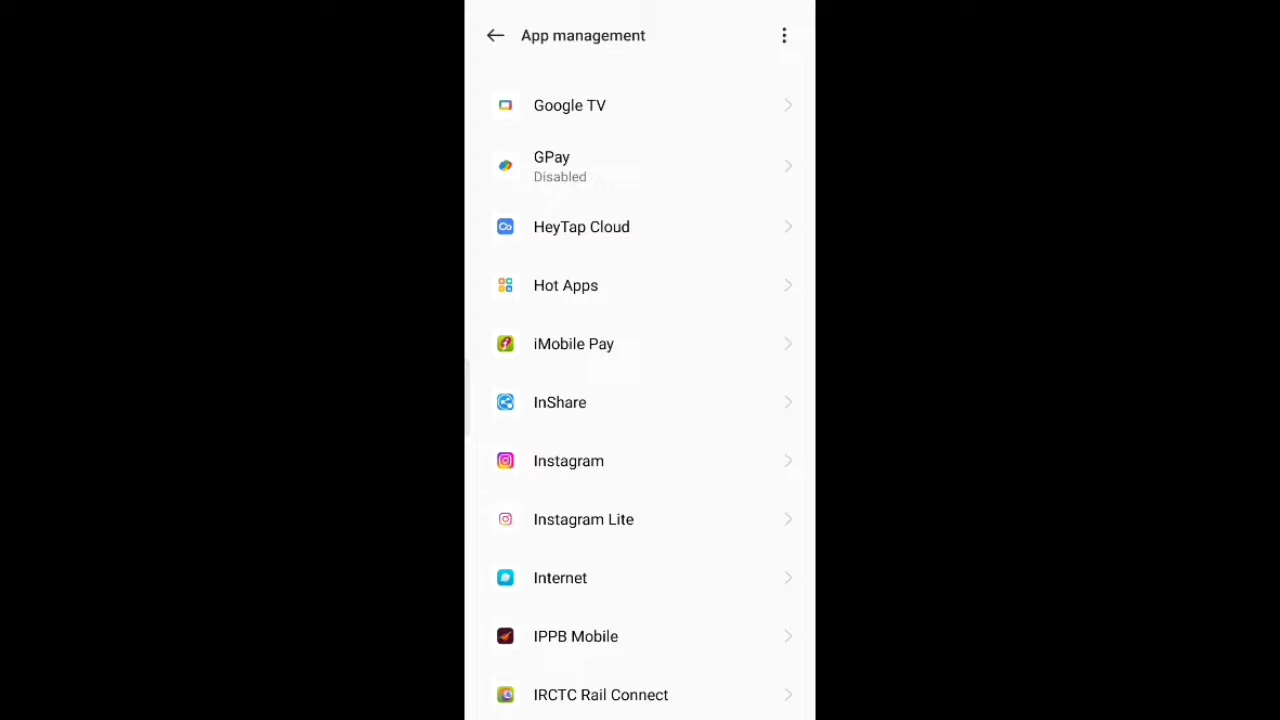 App management
Google TV
GPay
Disabled
HeyTap Cloud
Hot Apps
iMobile Pay
InShare
Instagram
Instagram Lite
Internet
IPPB Mobile
IRCTC Rail Connect